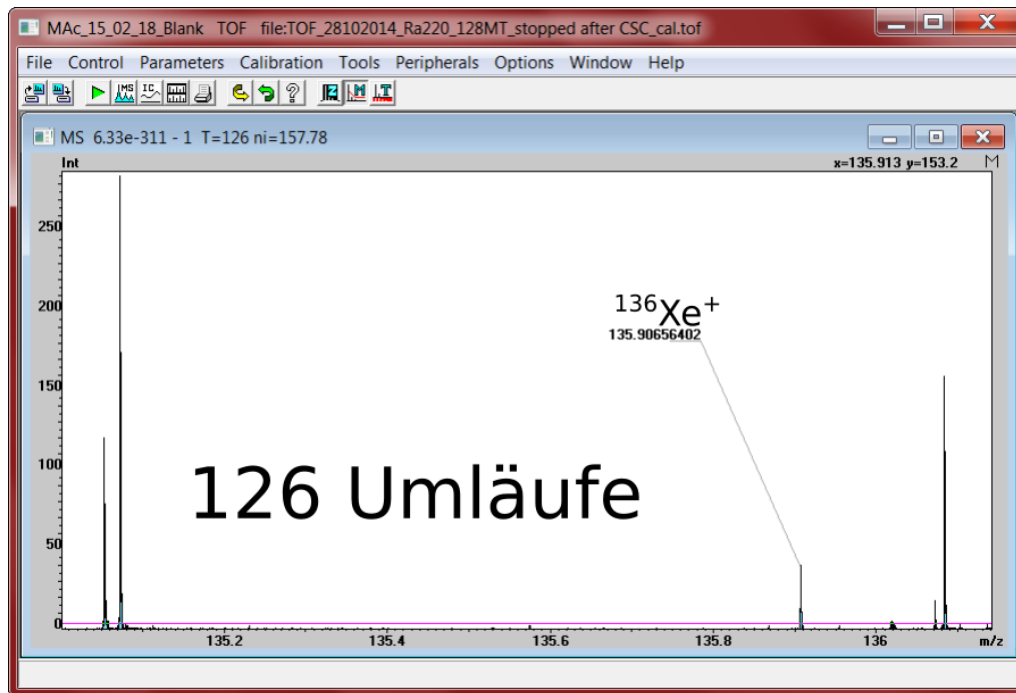 MAc_15_02_18_Blank TOF file:TOF_28102014_Ra220_128MT_stopped after CSC_cal.tof
File Control Parameters Calibration Tools Peripherals Options Window Help
MS 6.33e-311 - 1 T=126 ni=157.78
Int
x=135.913 y=153.2
M
250
200
150
100
50
0
136Xe+
135.90656402
126 Umläufe
135.2 135.4 135.6 135.8 136 m/z